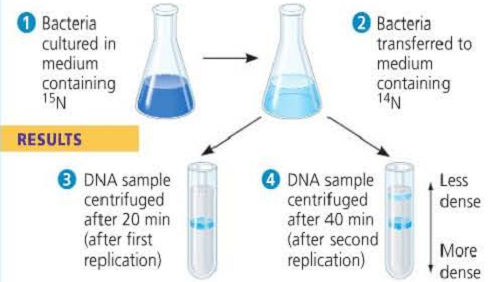 1 Bacteria
cultured in
medium
containing
¹⁵N
2 Bacteria
transferred to
medium
containing
¹⁴N
RESULTS
3 DNA sample
centrifuged
after 20 min
(after first
replication)
4 DNA sample
centrifuged
after 40 min
(after second
replication)
Less
dense
More
dense